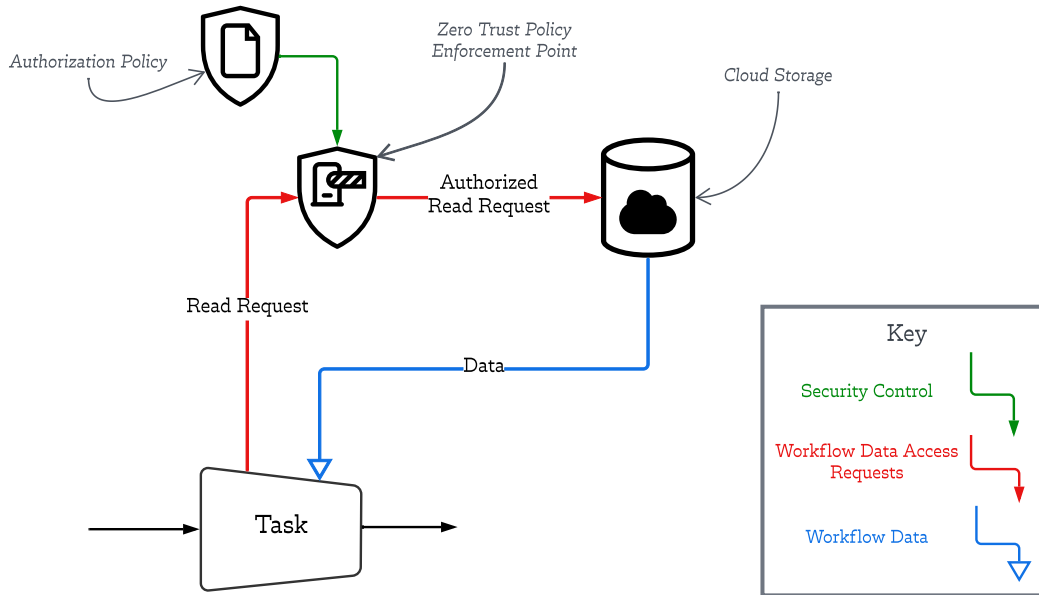 Zero Trust Policy
Enforcement Point
Authorization Policy
Cloud Storage
Authorized
Read Request
Read Request
Data
Task
Key
Security Control
Workflow Data Access
Requests
Workflow Data